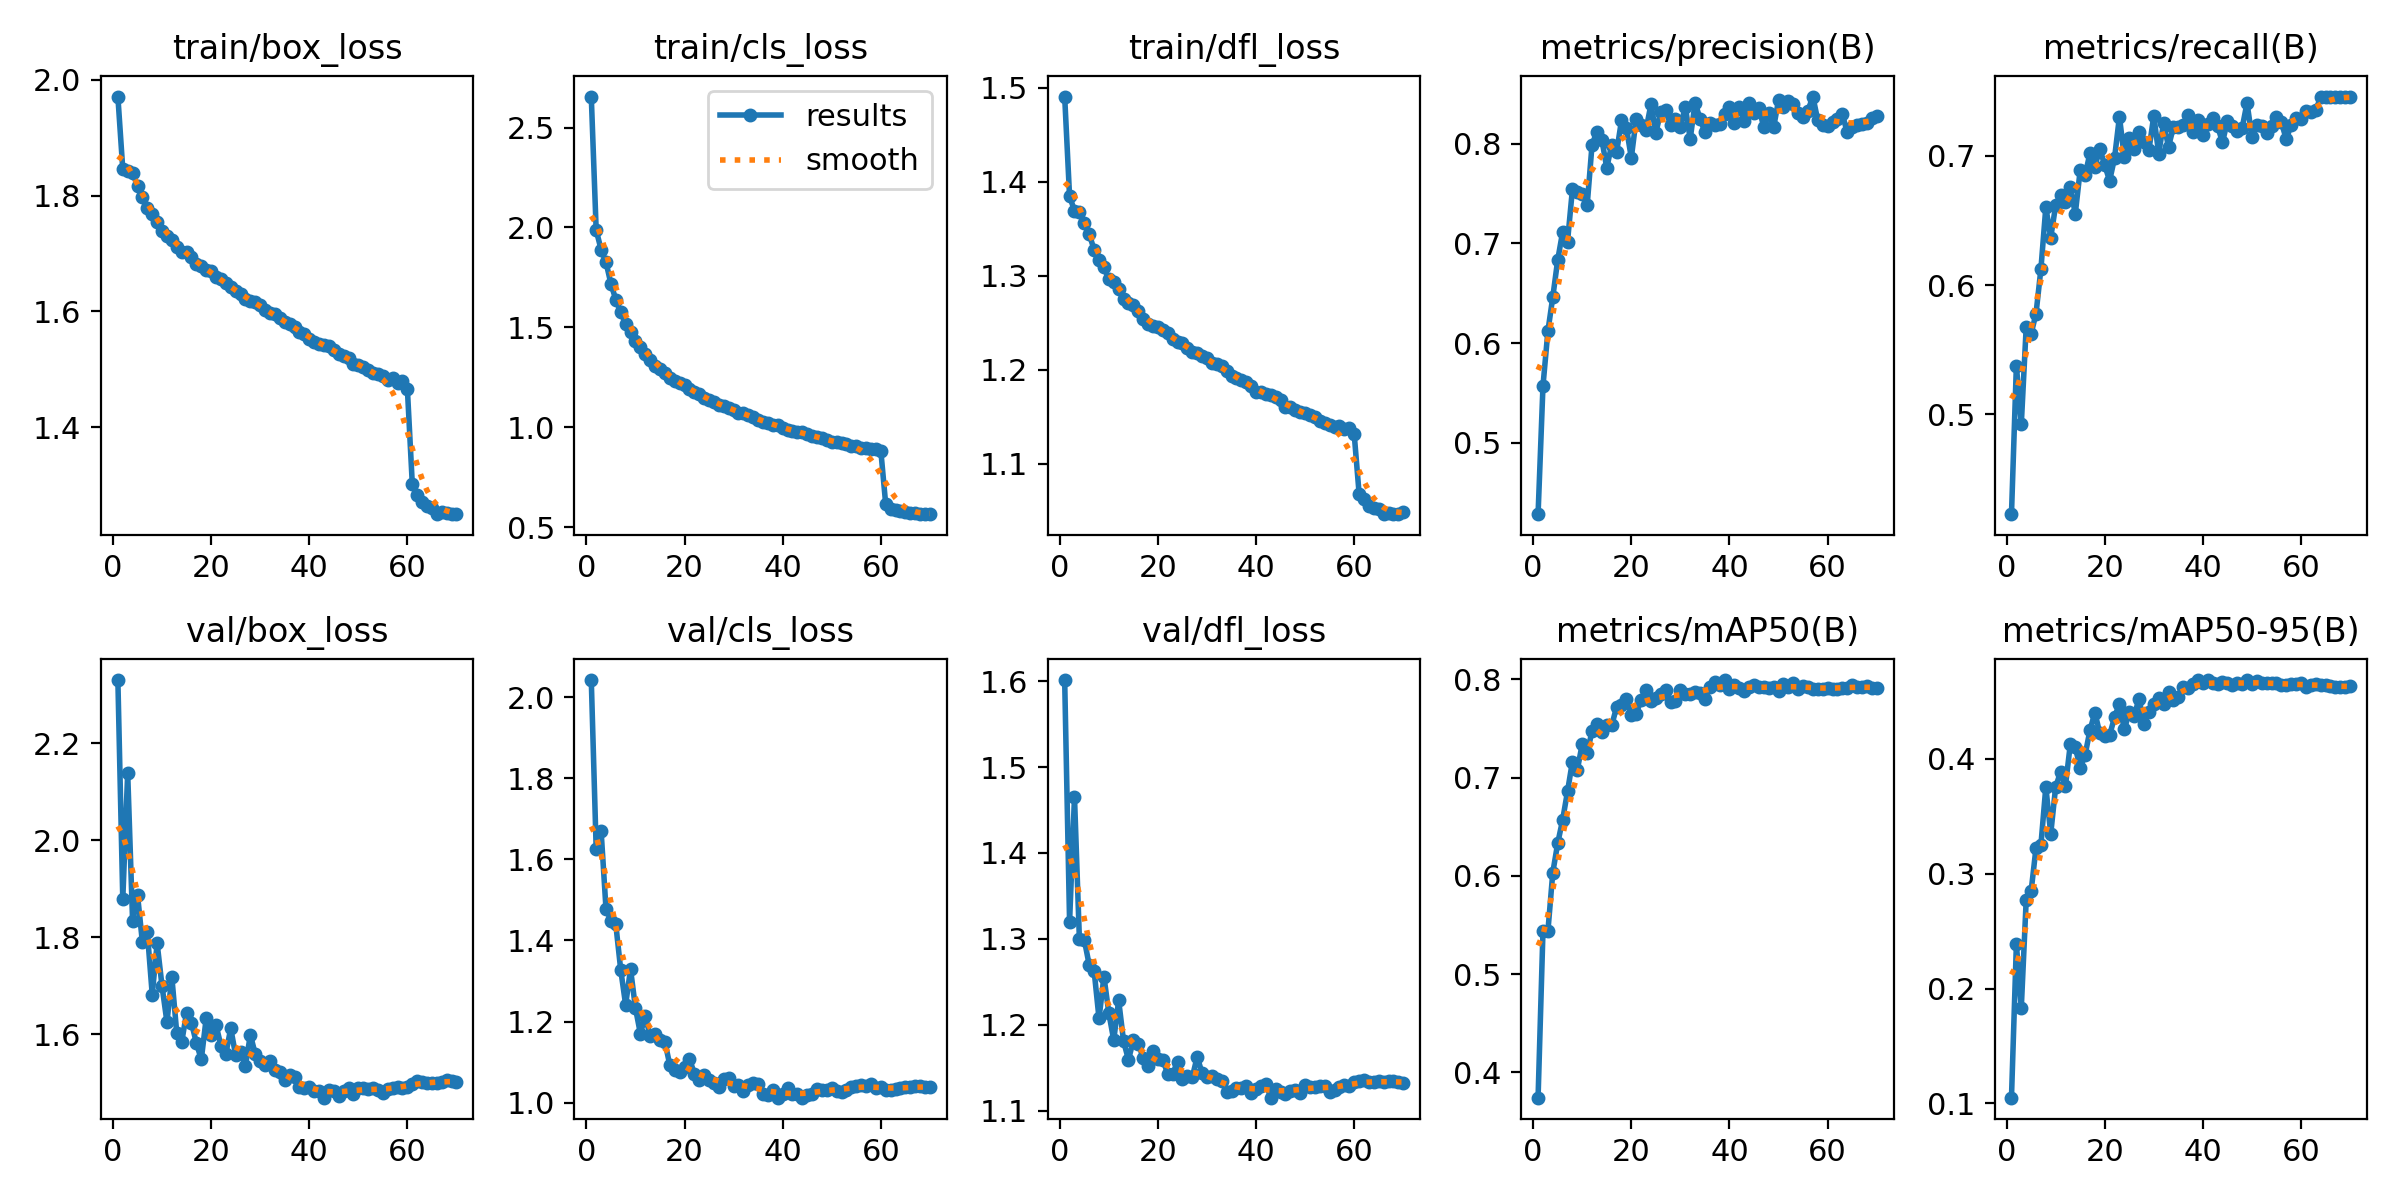 train/box_loss
2.0
1.8
1.6
1.4
0 20 40 60
train/cls_loss
results
smooth
2.5
2.0
1.5
1.0
0.5
0 20 40 60
train/dfl_loss
1.5
1.4
1.3
1.2
1.1
0 20 40 60
metrics/precision(B)
0.8
0.7
0.6
0.5
0 20 40 60
metrics/recall(B)
0.7
0.6
0.5
0 20 40 60
val/box_loss
2.2
2.0
1.8
1.6
0 20 40 60
val/cls_loss
2.0
1.8
1.6
1.4
1.2
1.0
0 20 40 60
val/dfl_loss
1.6
1.5
1.4
1.3
1.2
1.1
0 20 40 60
metrics/mAP50(B)
0.8
0.7
0.6
0.5
0.4
0 20 40 60
metrics/mAP50-95(B)
0.4
0.3
0.2
0.1
0 20 40 60